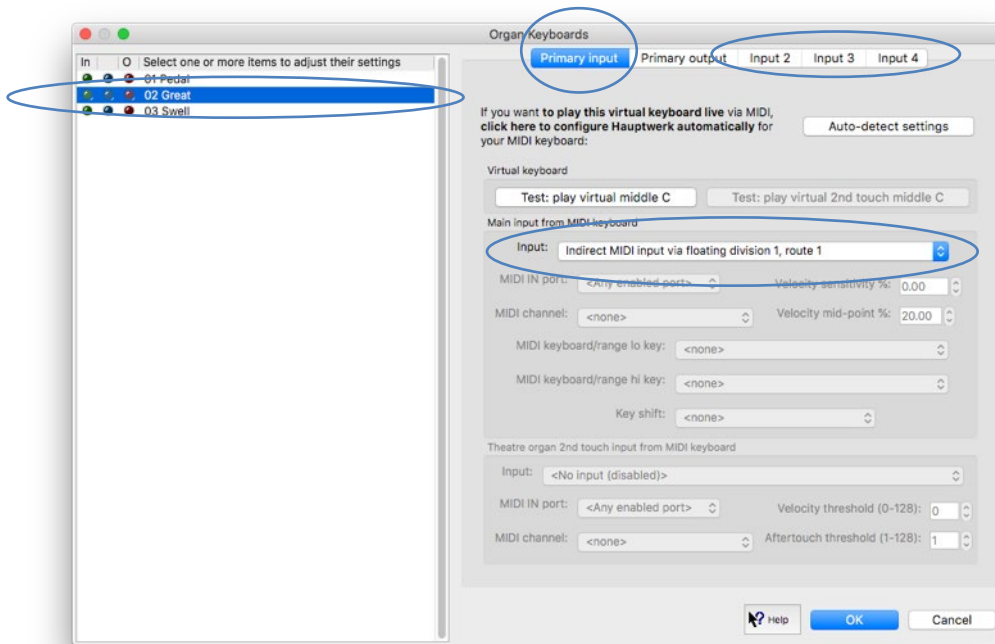 Organ Keyboards
In O Select one or more items to adjust their settings
01 Pedal
02 Great
03 Swell
Primary input Primary output Input 2 Input 3 Input 4
If you want to play this virtual keyboard live via MIDI,
click here to configure Hauptwerk automatically for
your MIDI keyboard:
Auto-detect settings
Virtual keyboard
Test: play virtual middle C Test: play virtual 2nd touch middle C
Main input from MIDI keyboard
Input: Indirect MIDI input via floating division 1, route 1
MIDI IN port: <Any enabled port> Velocity sensitivity %: 0.00
MIDI channel: <none> Velocity mid-point %: 20.00
MIDI keyboard/range lo key: <none>
MIDI keyboard/range hi key: <none>
Key shift: <none>
Theatre organ 2nd touch input from MIDI keyboard
Input: <No input (disabled)>
MIDI IN port: <Any enabled port> Velocity threshold (0-128): 0
MIDI channel: <none> Aftertouch threshold (1-128): 1
? Help OK Cancel